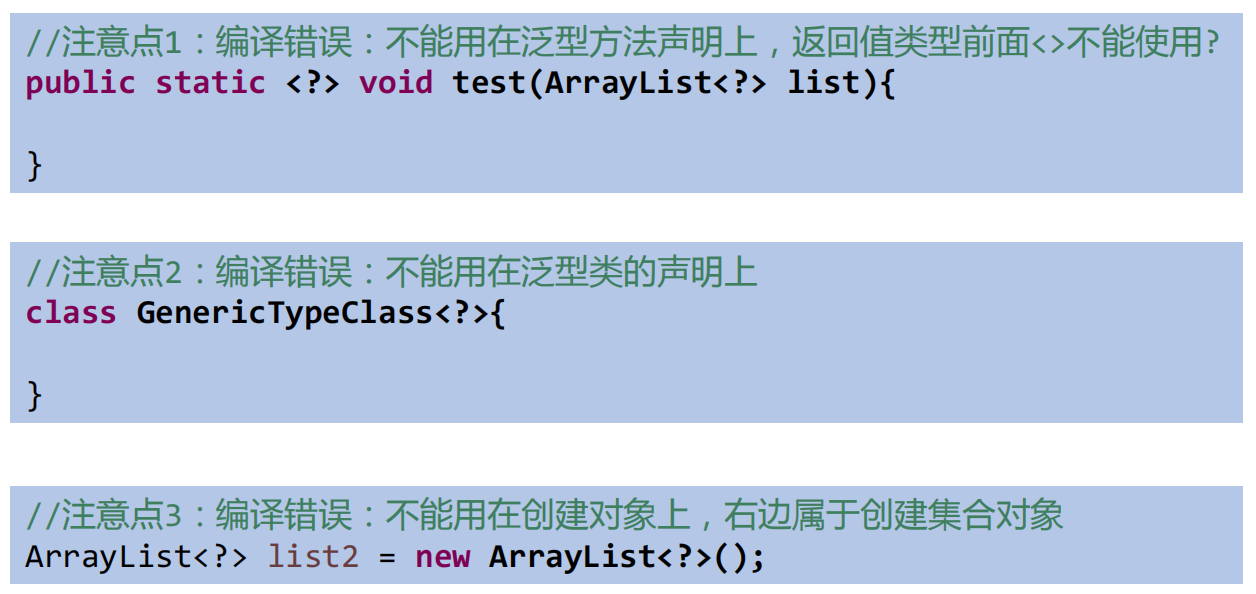 //注意点1：编译错误：不能用在泛型方法声明上，返回值类型前面<>不能使用?
public static <?> void test(ArrayList<?> list){
}
//注意点2：编译错误：不能用在泛型类的声明上
class GenericTypeClass<?>{
}
//注意点3：编译错误：不能用在创建对象上，右边属于创建集合对象
ArrayList<?> list2 = new ArrayList<?>();